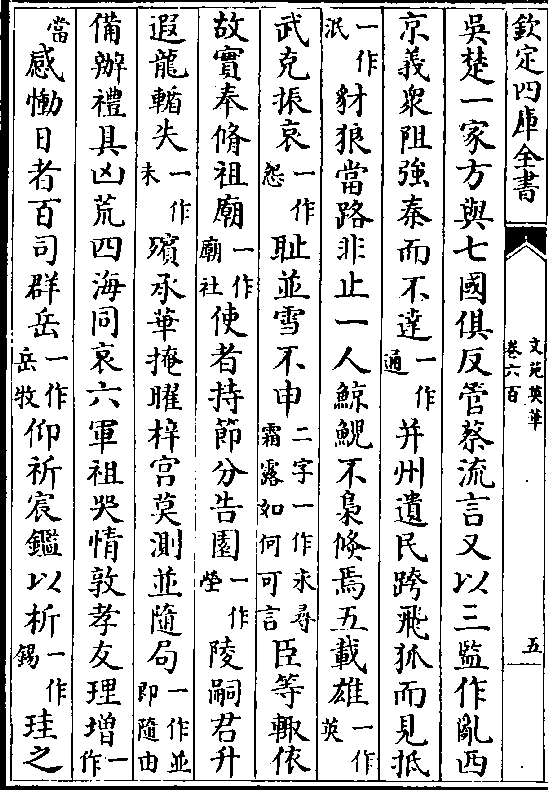 欽定四庫全書
文苑英華
卷六百
五
吳楚一家方與七國俱反管蔡流言又以三監作亂西
京義衆阻強秦而不達一作通并州遺民跨飛狐而見抵
一作泯豺狼當路非止一人鯨鯢不梟倏焉五載雄一作英
武克振哀一作怨耻並雪不申二字一作永尋霜露如何可言臣等輒依
故實奉脩祖廟一作廟社使者持節分告園一作塋陵嗣君升
遐龍輴失一作未殯承華掩曜梓宮莫測並隨局一作並即隨由
備辦禮具凶荒四海同哀六軍祖哭情敦孝友理增一作
當感慟日者百司群岳一作岳牧仰祈宸鑑以析一作錫珪之